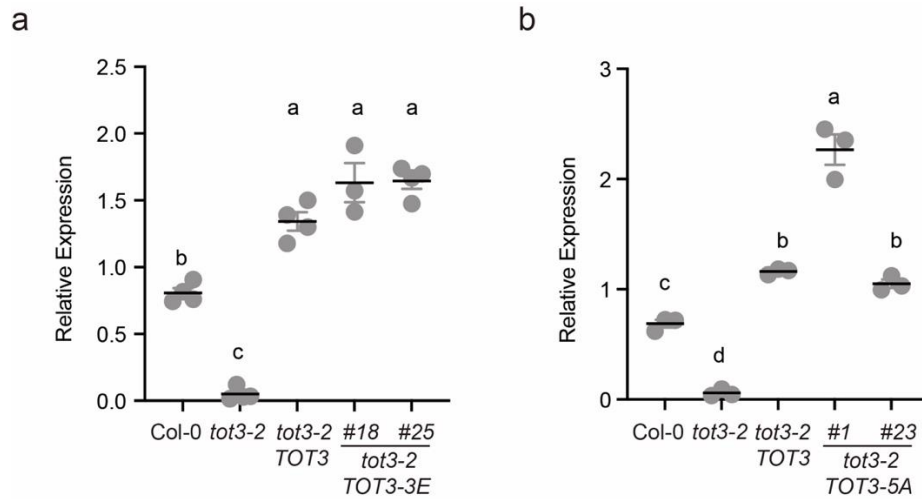 a
Relative Expression
2.5
2.0
1.5
1.0
0.5
0.0
b
c
a
a
a
Col-0 tot3-2 tot3-2 #18 #25
TOT3 tot3-2
TOT3-3E
b
Relative Expression
3
2
1
0
c
d
b
a
b
Col-0 tot3-2 tot3-2 #1 #23
TOT3 tot3-2
TOT3-5A